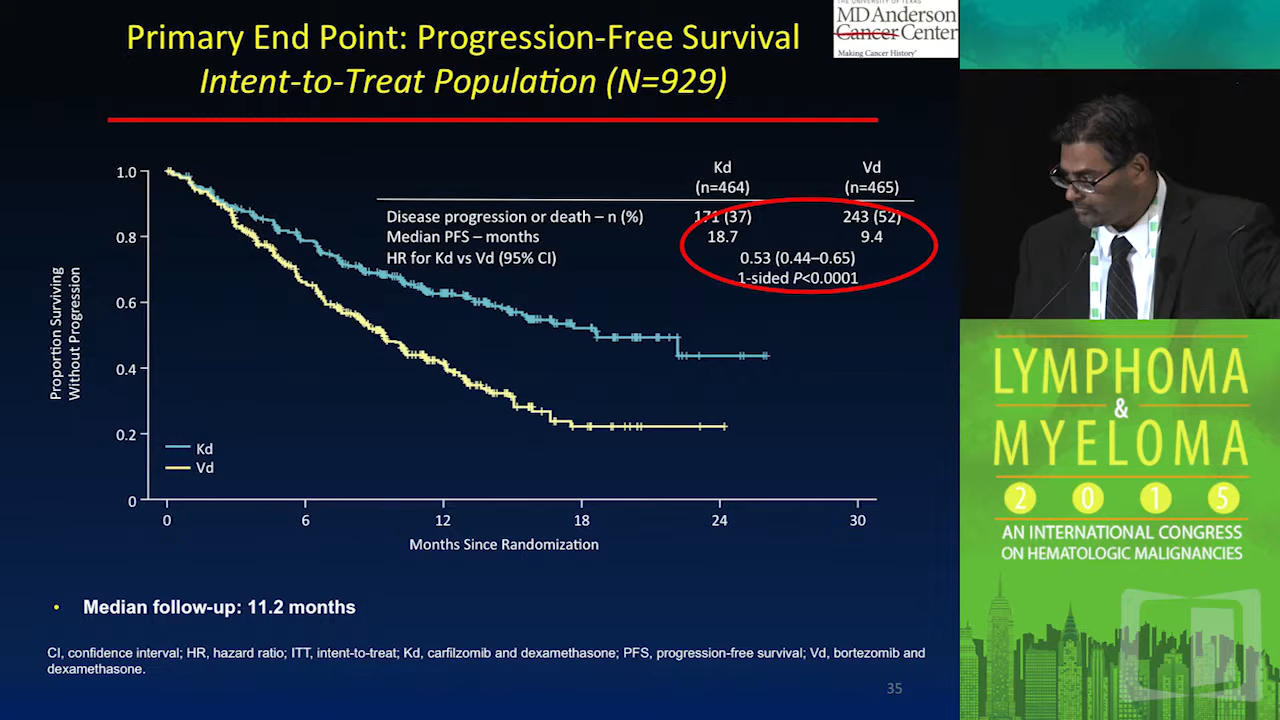 Primary End Point: Progression-Free Survival
Intent-to-Treat Population (N=929)
THE UNIVERSITY OF TEXAS
MDAnderson
Cancer Center
Making Cancer History®
Kd
(n=464)
Vd
(n=465)
Disease progression or death – n (%) 171 (37) 243 (52)
Median PFS – months 18.7 9.4
HR for Kd vs Vd (95% CI) 0.53 (0.44–0.65)
1-sided P<0.0001
Proportion Surviving
Without Progression
1.0
0.8
0.6
0.4
0.2
0
Kd
Vd
0 6 12 18 24 30
Months Since Randomization
• Median follow-up: 11.2 months
CI, confidence interval; HR, hazard ratio; ITT, intent-to-treat; Kd, carfilzomib and dexamethasone; PFS, progression-free survival; Vd, bortezomib and
dexamethasone.
35
LYMPHOMA
&
MYELOMA
2015
AN INTERNATIONAL CONGRESS
ON HEMATOLOGIC MALIGNANCIES